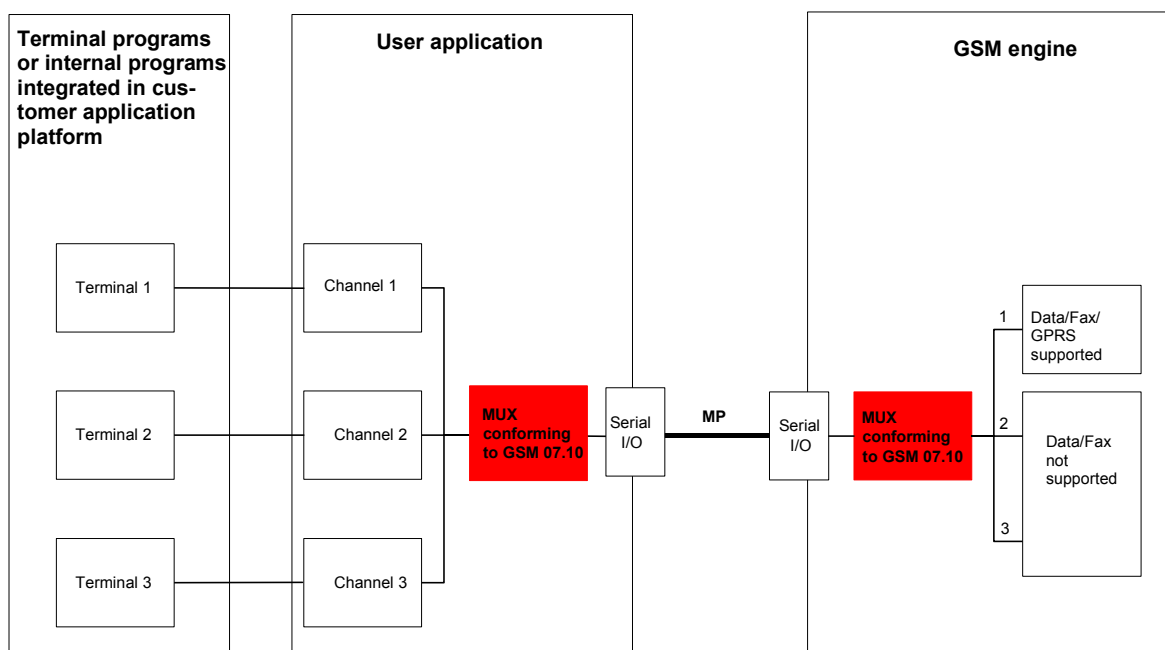 Terminal programs
or internal programs
integrated in cus-
tomer application
platform
User application
GSM engine
Terminal 1
Channel 1
Terminal 2
Channel 2
Terminal 3
Channel 3
MUX
conforming
to GSM 07.10
Serial
I/O
MP
Serial
I/O
MUX
conforming
to GSM 07.10
1
Data/Fax/
GPRS
supported
2
Data/Fax
not
supported
3